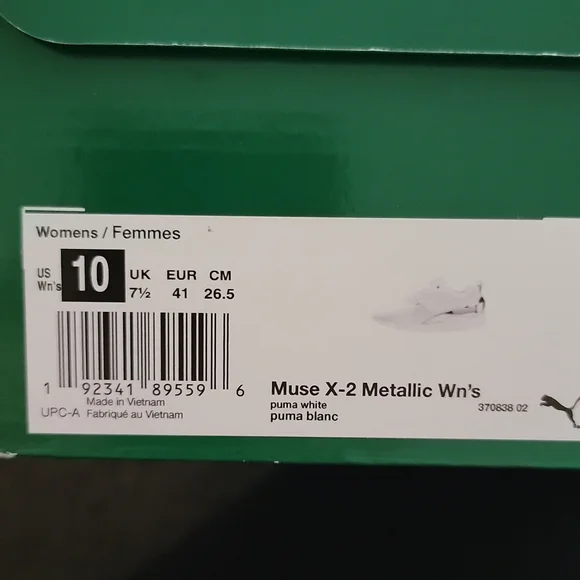 Womens / Femmes
US Wn's 10
UK EUR CM
7½ 41 26.5
1 92341 89559 6
Made in Vietnam
UPC-A Fabriqué au Vietnam
Muse X-2 Metallic Wn's
puma white
370838 02
puma blanc